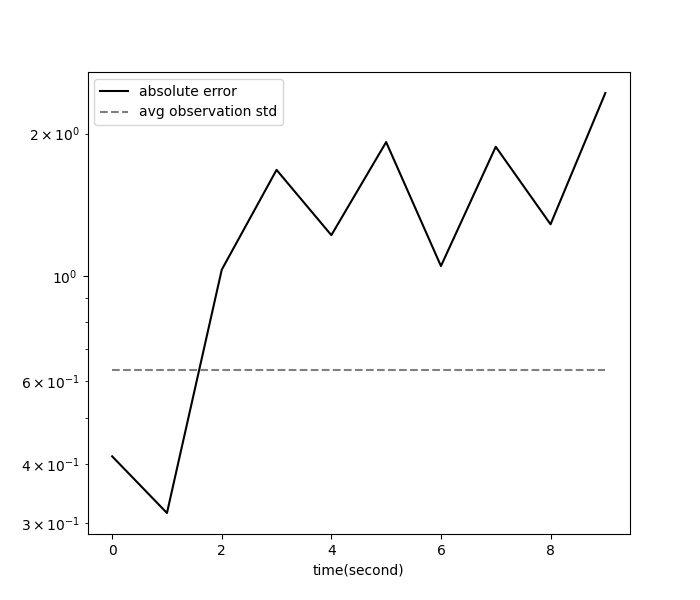 absolute error
avg observation std
2 × 10⁰
10⁰
6 × 10⁻¹
4 × 10⁻¹
3 × 10⁻¹
0 2 4 6 8
time(second)